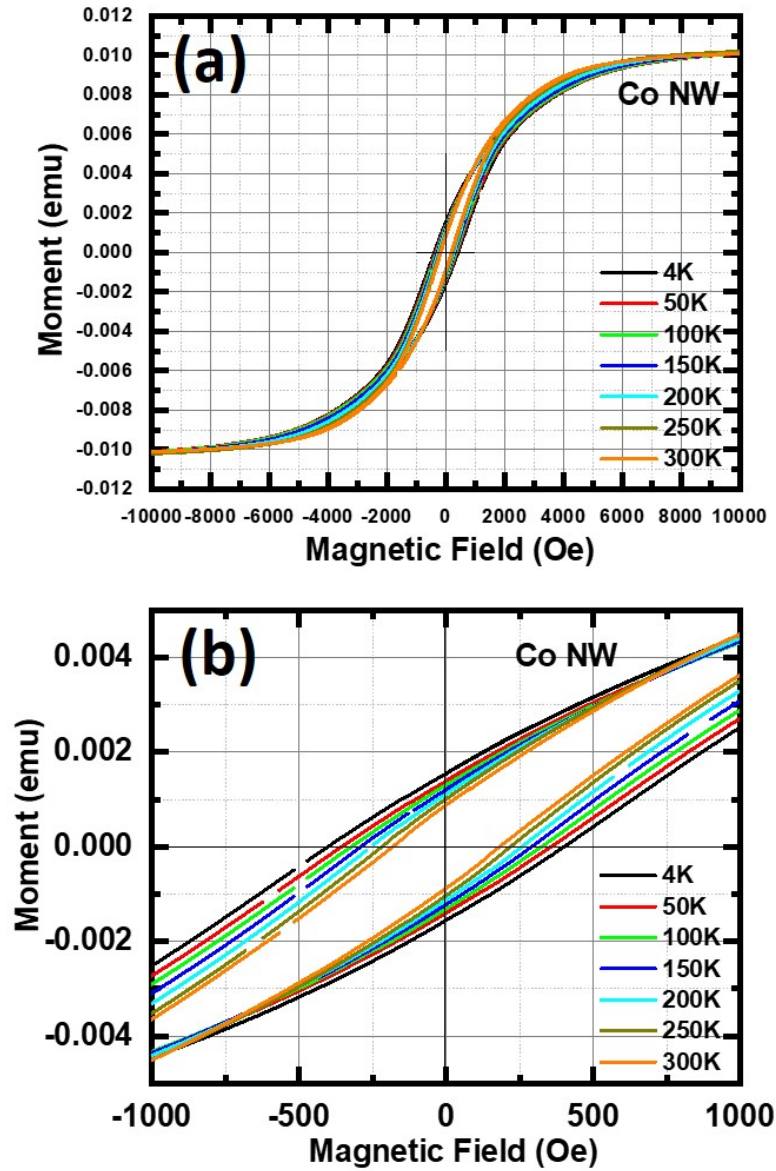 (a)
Co NW
Moment (emu)
0.012
0.010
0.008
0.006
0.004
0.002
0.000
-0.002
-0.004
-0.006
-0.008
-0.010
-0.012
4K
50K
100K
150K
200K
250K
300K
-10000 -8000 -6000 -4000 -2000 0 2000 4000 6000 8000 10000
Magnetic Field (Oe)
(b)
Co NW
Moment (emu)
0.004
0.002
0.000
-0.002
-0.004
4K
50K
100K
150K
200K
250K
300K
-1000 -500 0 500 1000
Magnetic Field (Oe)